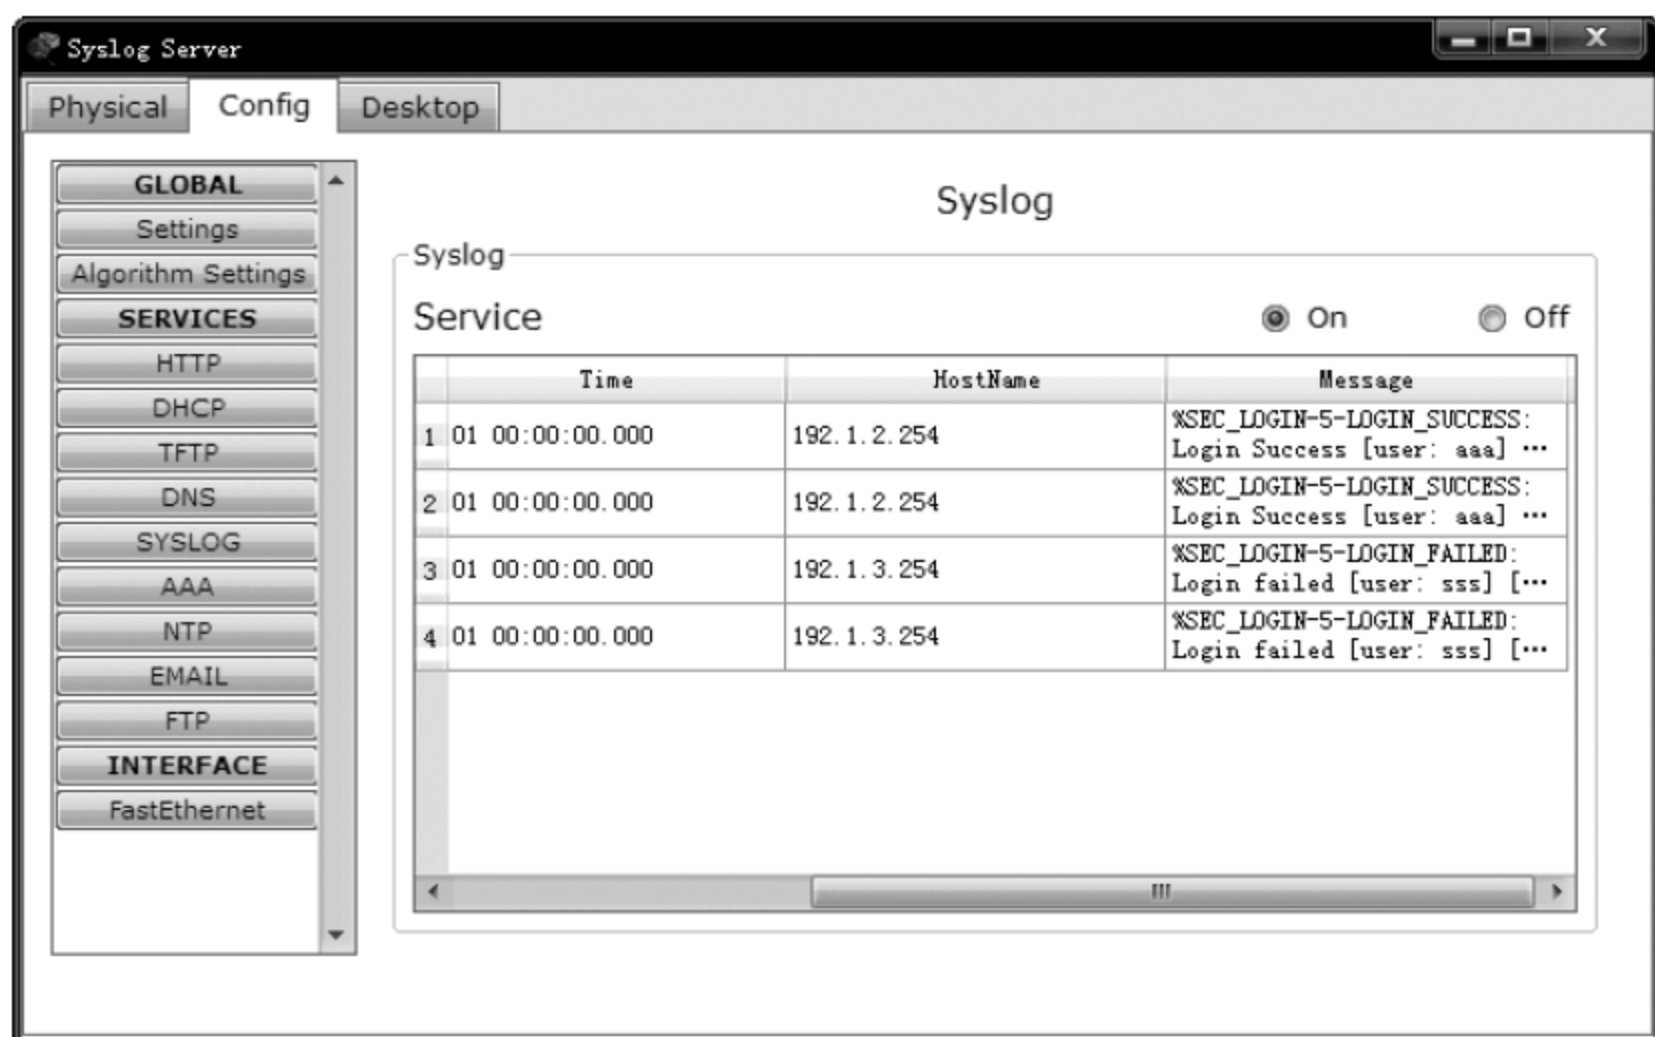 Syslog Server
Physical Config Desktop
GLOBAL
Settings
Algorithm Settings
SERVICES
HTTP
DHCP
TFTP
DNS
SYSLOG
AAA
NTP
EMAIL
FTP
INTERFACE
FastEthernet
Syslog
Syslog
Service On Off
Time HostName Message
1 01 00:00:00.000 192.1.2.254 %SEC_LOGIN-5-LOGIN_SUCCESS:
Login Success [user: aaa] ...
2 01 00:00:00.000 192.1.2.254 %SEC_LOGIN-5-LOGIN_SUCCESS:
Login Success [user: aaa] ...
3 01 00:00:00.000 192.1.3.254 %SEC_LOGIN-5-LOGIN_FAILED:
Login failed [user: sss] [...
4 01 00:00:00.000 192.1.3.254 %SEC_LOGIN-5-LOGIN_FAILED:
Login failed [user: sss] [...